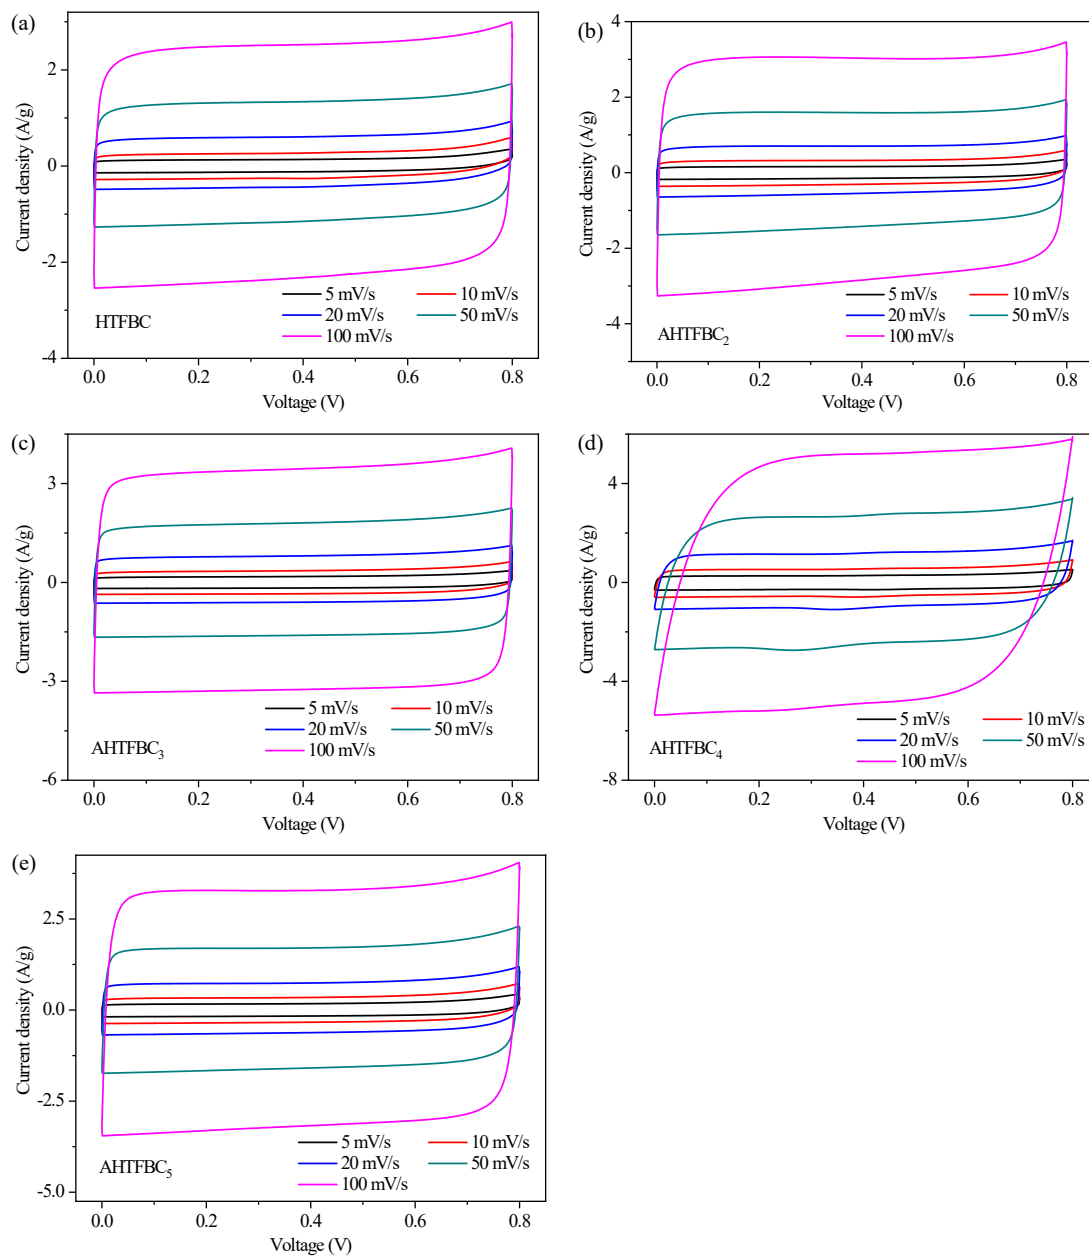 (a)
Current density (A/g)
2
0
-2
-4
0.0 0.2 0.4 0.6 0.8
Voltage (V)
HTFBC
5 mV/s 10 mV/s
20 mV/s 50 mV/s
100 mV/s
(b)
Current density (A/g)
4
2
0
-2
-4
0.0 0.2 0.4 0.6 0.8
Voltage (V)
AHTFBC₂
5 mV/s 10 mV/s
20 mV/s 50 mV/s
100 mV/s
(c)
Current density (A/g)
3
0
-3
-6
0.0 0.2 0.4 0.6 0.8
Voltage (V)
AHTFBC₃
5 mV/s 10 mV/s
20 mV/s 50 mV/s
100 mV/s
(d)
Current density (A/g)
4
0
-4
-8
0.0 0.2 0.4 0.6 0.8
Voltage (V)
AHTFBC₄
5 mV/s 10 mV/s
20 mV/s 50 mV/s
100 mV/s
(e)
Current density (A/g)
2.5
0.0
-2.5
-5.0
0.0 0.2 0.4 0.6 0.8
Voltage (V)
AHTFBC₅
5 mV/s 10 mV/s
20 mV/s 50 mV/s
100 mV/s